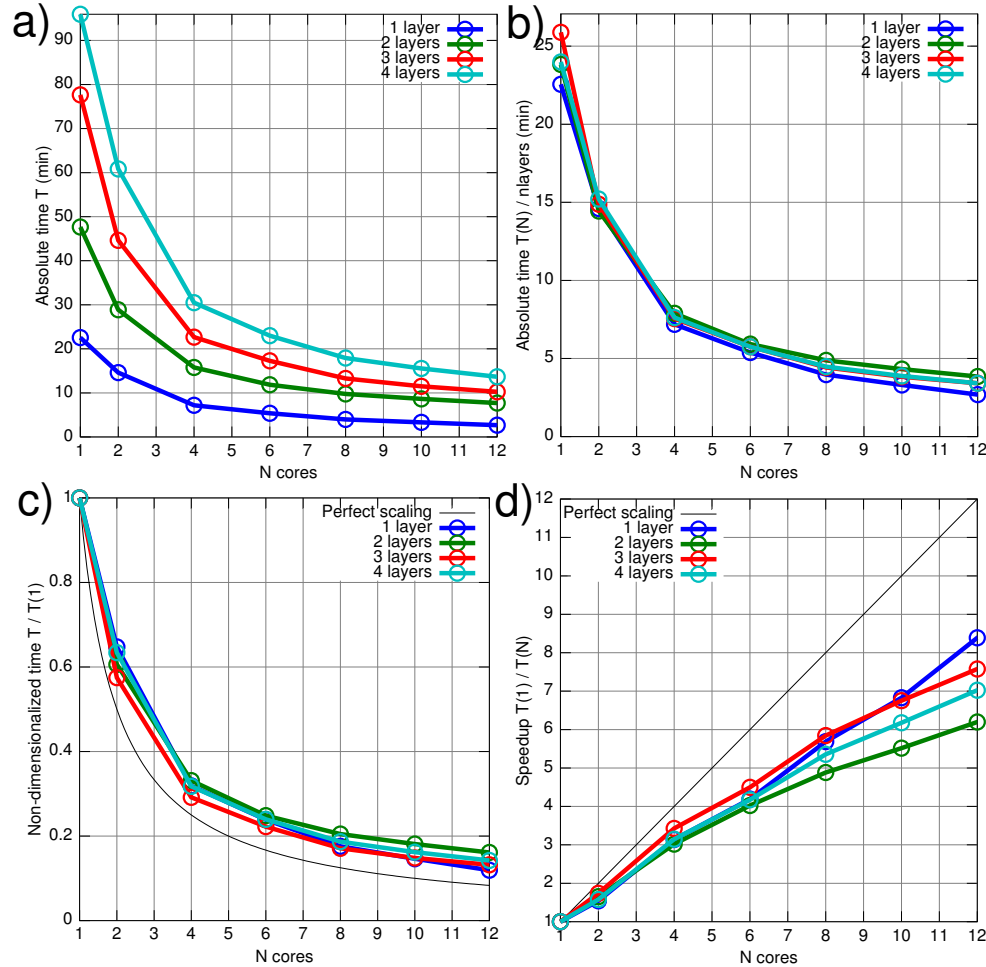 a)
Absolute time T (min)
90
80
70
60
50
40
30
20
10
0
1 layer
2 layers
3 layers
4 layers
1 2 3 4 5 6 7 8 9 10 11 12
N cores
b)
Absolute time T(N) / nlayers (min)
25
20
15
10
5
0
1 layer
2 layers
3 layers
4 layers
1 2 3 4 5 6 7 8 9 10 11 12
N cores
c)
Non-dimensionalized time T / T(1)
1
0.8
0.6
0.4
0.2
0
Perfect scaling
1 layer
2 layers
3 layers
4 layers
1 2 3 4 5 6 7 8 9 10 11 12
N cores
d)
Speedup T(1) / T(N)
12
11
10
9
8
7
6
5
4
3
2
1
Perfect scaling
1 layer
2 layers
3 layers
4 layers
1 2 3 4 5 6 7 8 9 10 11 12
N cores